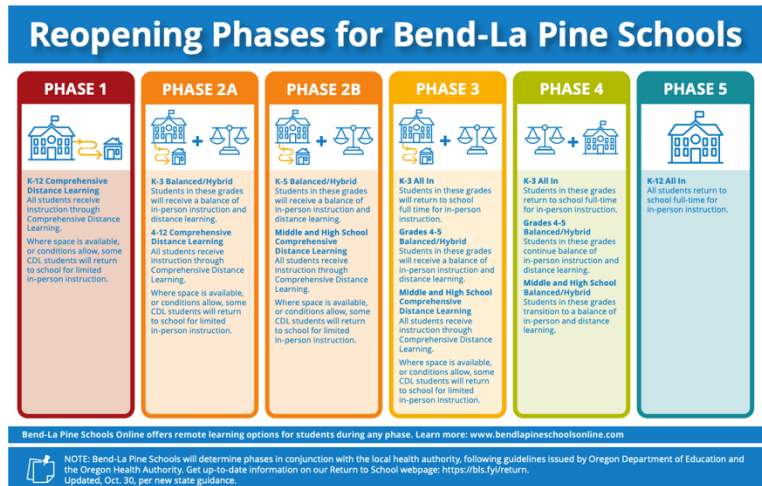 Reopening Phases for Bend-La Pine Schools
PHASE 1
K-12 Comprehensive
Distance Learning
All students receive
instruction through
Comprehensive Distance
Learning.
Where space is available,
or conditions allow, some
CDL students will return
to school for limited
in-person instruction.
PHASE 2A
K-3 Balanced/Hybrid
Students in these grades
will receive a balance of
in-person instruction and
distance learning.
4-12 Comprehensive
Distance Learning
All students receive
instruction through
Comprehensive Distance
Learning.
Where space is available,
or conditions allow, some
CDL students will return
to school for limited
in-person instruction.
PHASE 2B
K-5 Balanced/Hybrid
Students in these grades
will receive a balance of
in-person instruction and
distance learning.
Middle and High School
Comprehensive
Distance Learning
All students receive
instruction through
Comprehensive Distance
Learning.
Where space is available,
or conditions allow, some
CDL students will return
to school for limited
in-person instruction.
PHASE 3
K-3 All In
Students in these grades
will return to school
full time for in-person
instruction.
Grades 4-5
Balanced/Hybrid
Students in these grades
will receive a balance of
in-person instruction and
distance learning.
Middle and High School
Comprehensive
Distance Learning
All students receive
instruction through
Comprehensive Distance
Learning.
Where space is available,
or conditions allow, some
CDL students will return
to school for limited
in-person instruction.
PHASE 4
K-3 All In
Students in these grades
return to school full-time
for in-person instruction.
Grades 4-5
Balanced/Hybrid
Students in these grades
continue balance of
in-person instruction and
distance learning.
Middle and High School
Balanced/Hybrid
Students in these grades
transition to a balance of
in-person and distance
learning.
PHASE 5
K-12 All In
All students return to
school full-time for
in-person instruction.
Bend-La Pine Schools Online offers remote learning options for students during any phase. Learn more: www.bendlapineschoolsonline.com
NOTE: Bend-La Pine Schools will determine phases in conjunction with the local health authority, following guidelines issued by Oregon Department of Education and
the Oregon Health Authority. Get up-to-date information on our Return to School webpage: https://bls.fyi/return.
Updated, Oct. 30, per new state guidance.